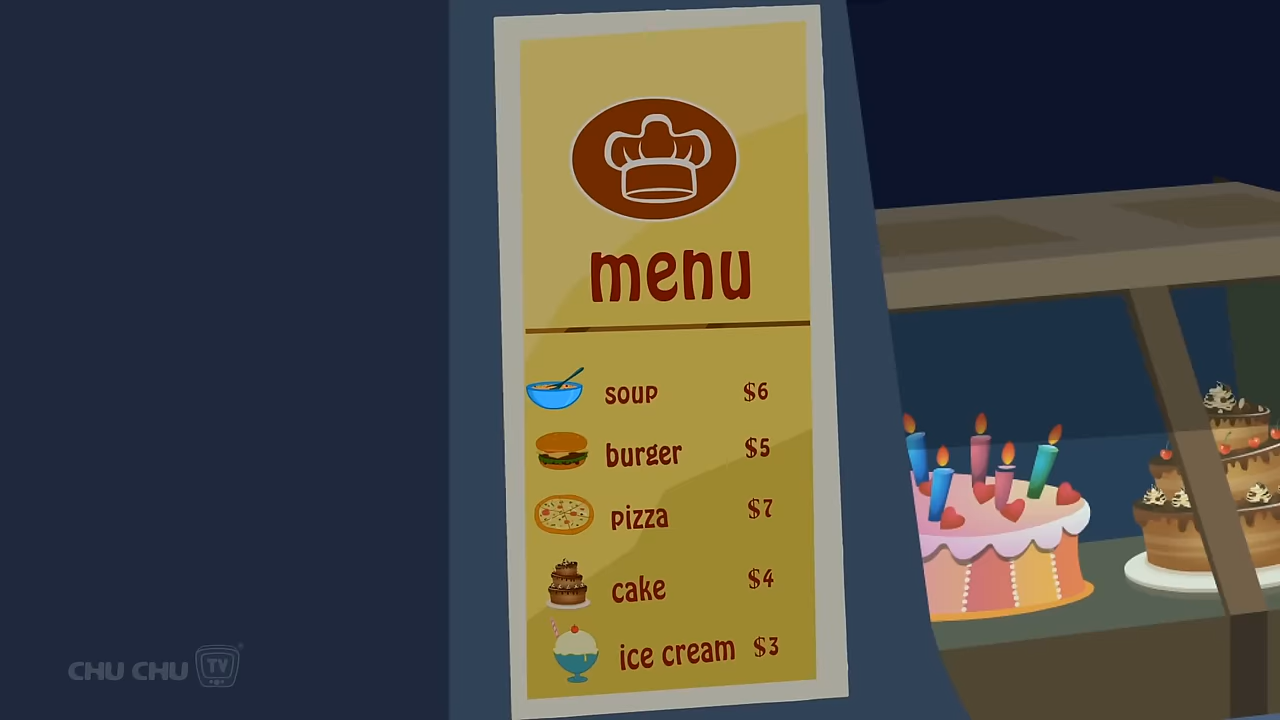 menu
soup $6
burger $5
pizza $7
cake $4
ice cream $3
CHU CHU TV